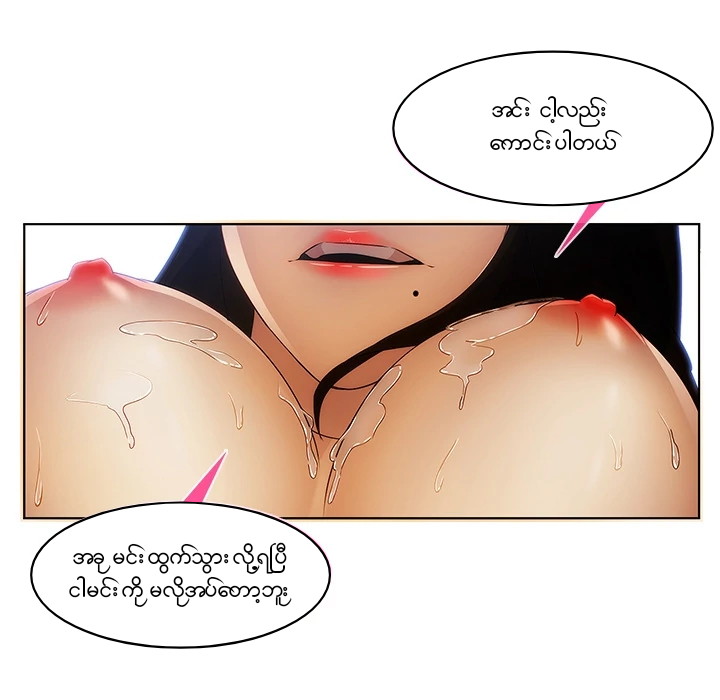 အင်း ငါ့လည်း
ကောင်းပါတယ်
အခု မင်းထွက်သွားလို့ရပြီ
ငါမင်းကို မလိုအပ်တော့ဘူး